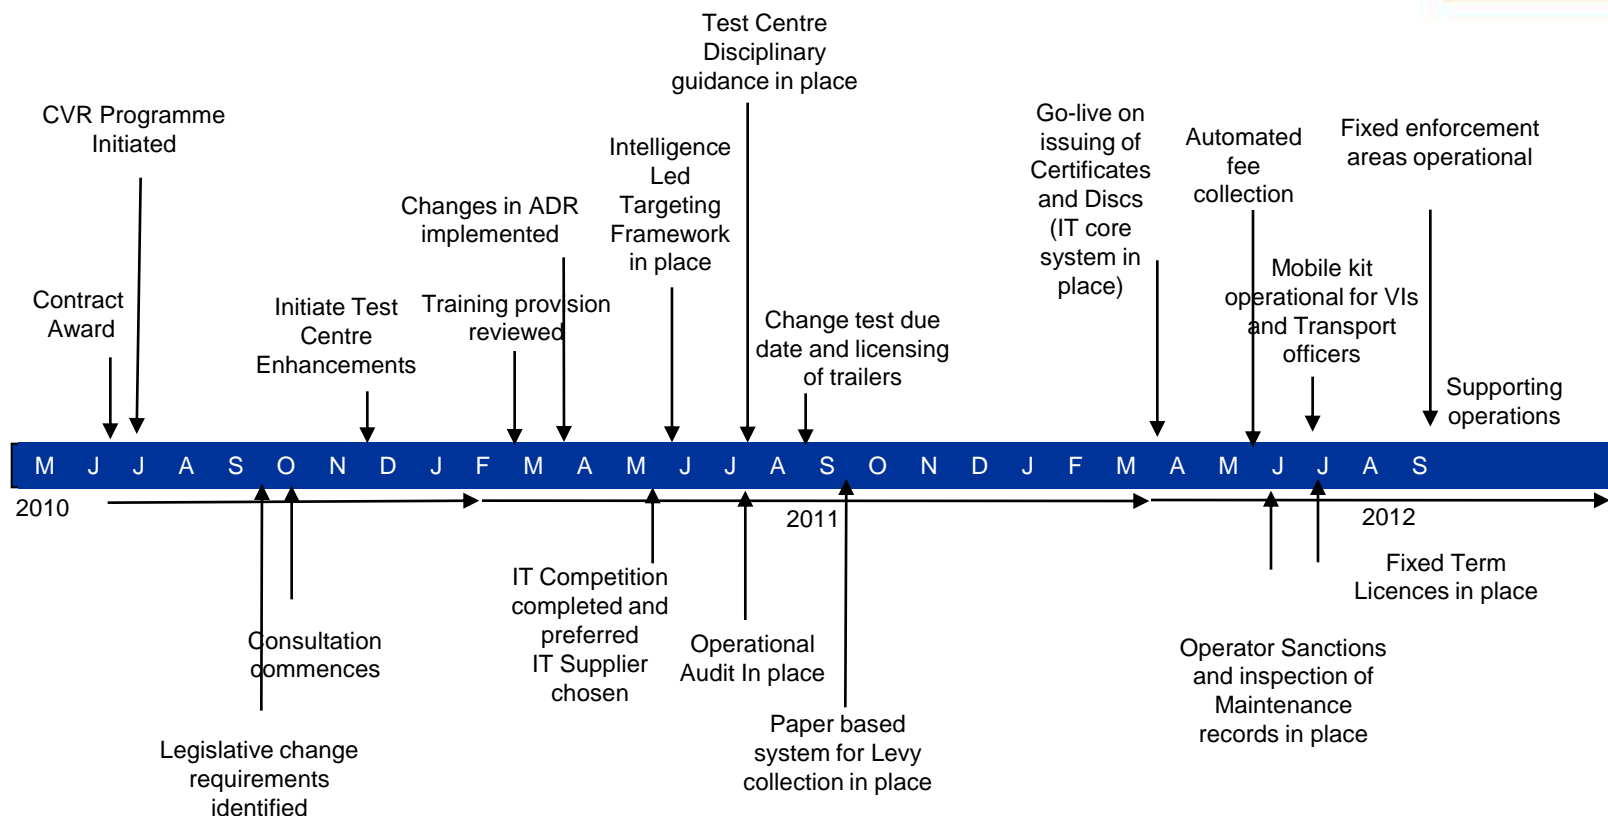 Test Centre
Disciplinary
guidance in place
CVR Programme
Initiated
Go-live on
issuing of
Certificates
and Discs
(IT core
system in
place)
Automated
fee
collection
Fixed enforcement
areas operational
Intelligence
Led
Targeting
Framework
in place
Changes in ADR
implemented
Contract
Award
Initiate Test
Centre
Enhancements
Training provision
reviewed
Change test due
date and licensing
of trailers
Mobile kit
operational for VIs
and Transport
officers
Supporting
operations
M J J A S O N D J F M A M J J A S O N D J F M A M J J A S
2010
2011
2012
Consultation
commences
Legislative change
requirements
identified
IT Competition
completed and
preferred
IT Supplier
chosen
Operational
Audit In place
Paper based
system for Levy
collection in place
Operator Sanctions
and inspection of
Maintenance
records in place
Fixed Term
Licences in place